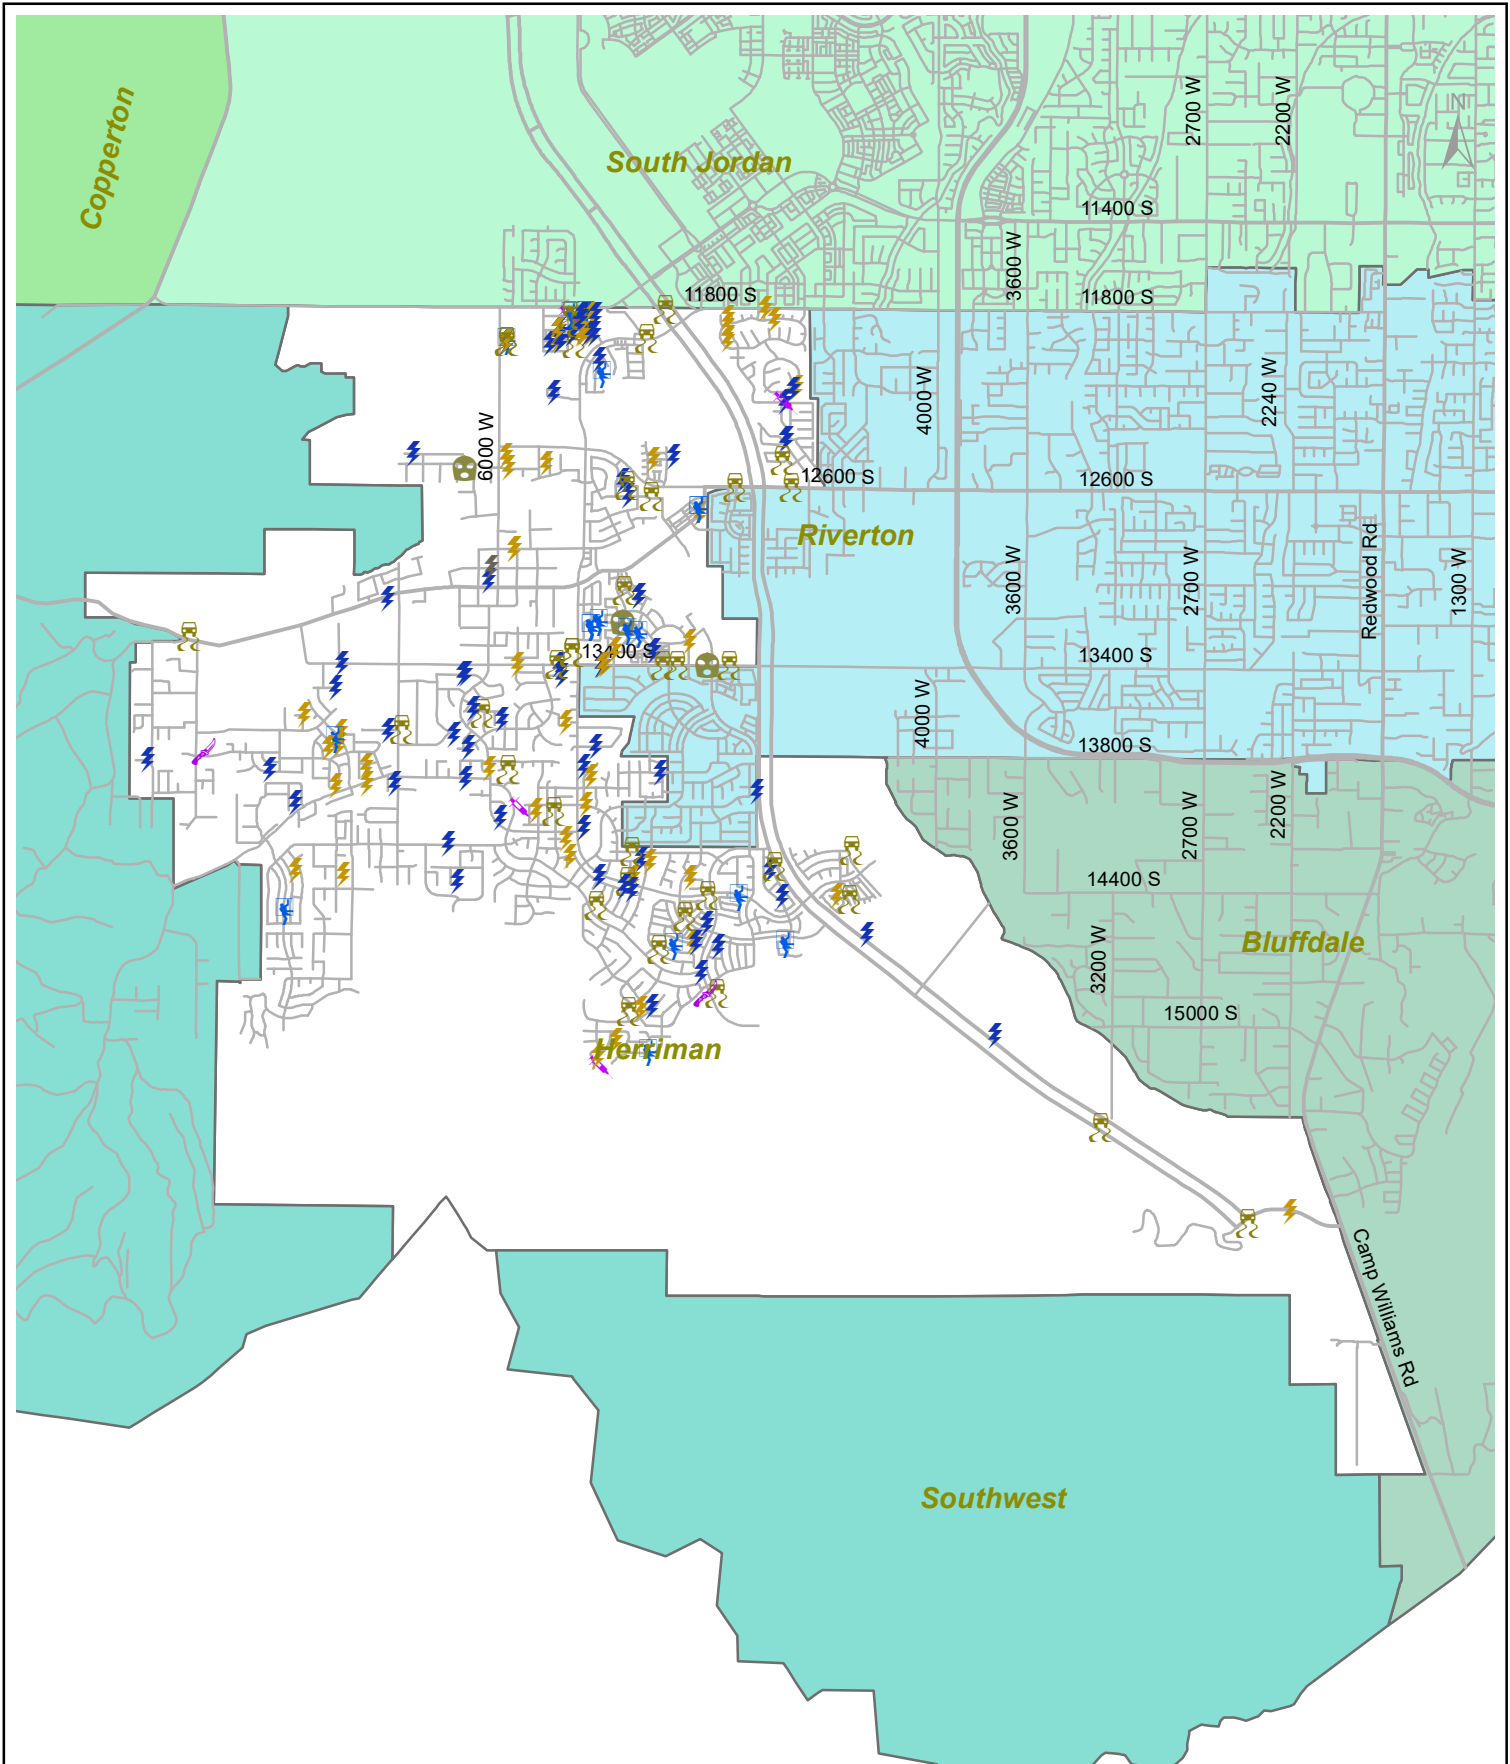 Copperton
South Jordan
2700 W
2200 W
N
11400 S
3600 W
11800 S
11800 S
4000 W
2240 W
6000 W
12600 S
12600 S
Riverton
3600 W
2700 W
Redwood Rd
1300 W
13400 S
13400 S
4000 W
13800 S
3600 W
2700 W
2200 W
14400 S
3200 W
Bluffdale
15000 S
Herriman
Camp Williams Rd
Southwest